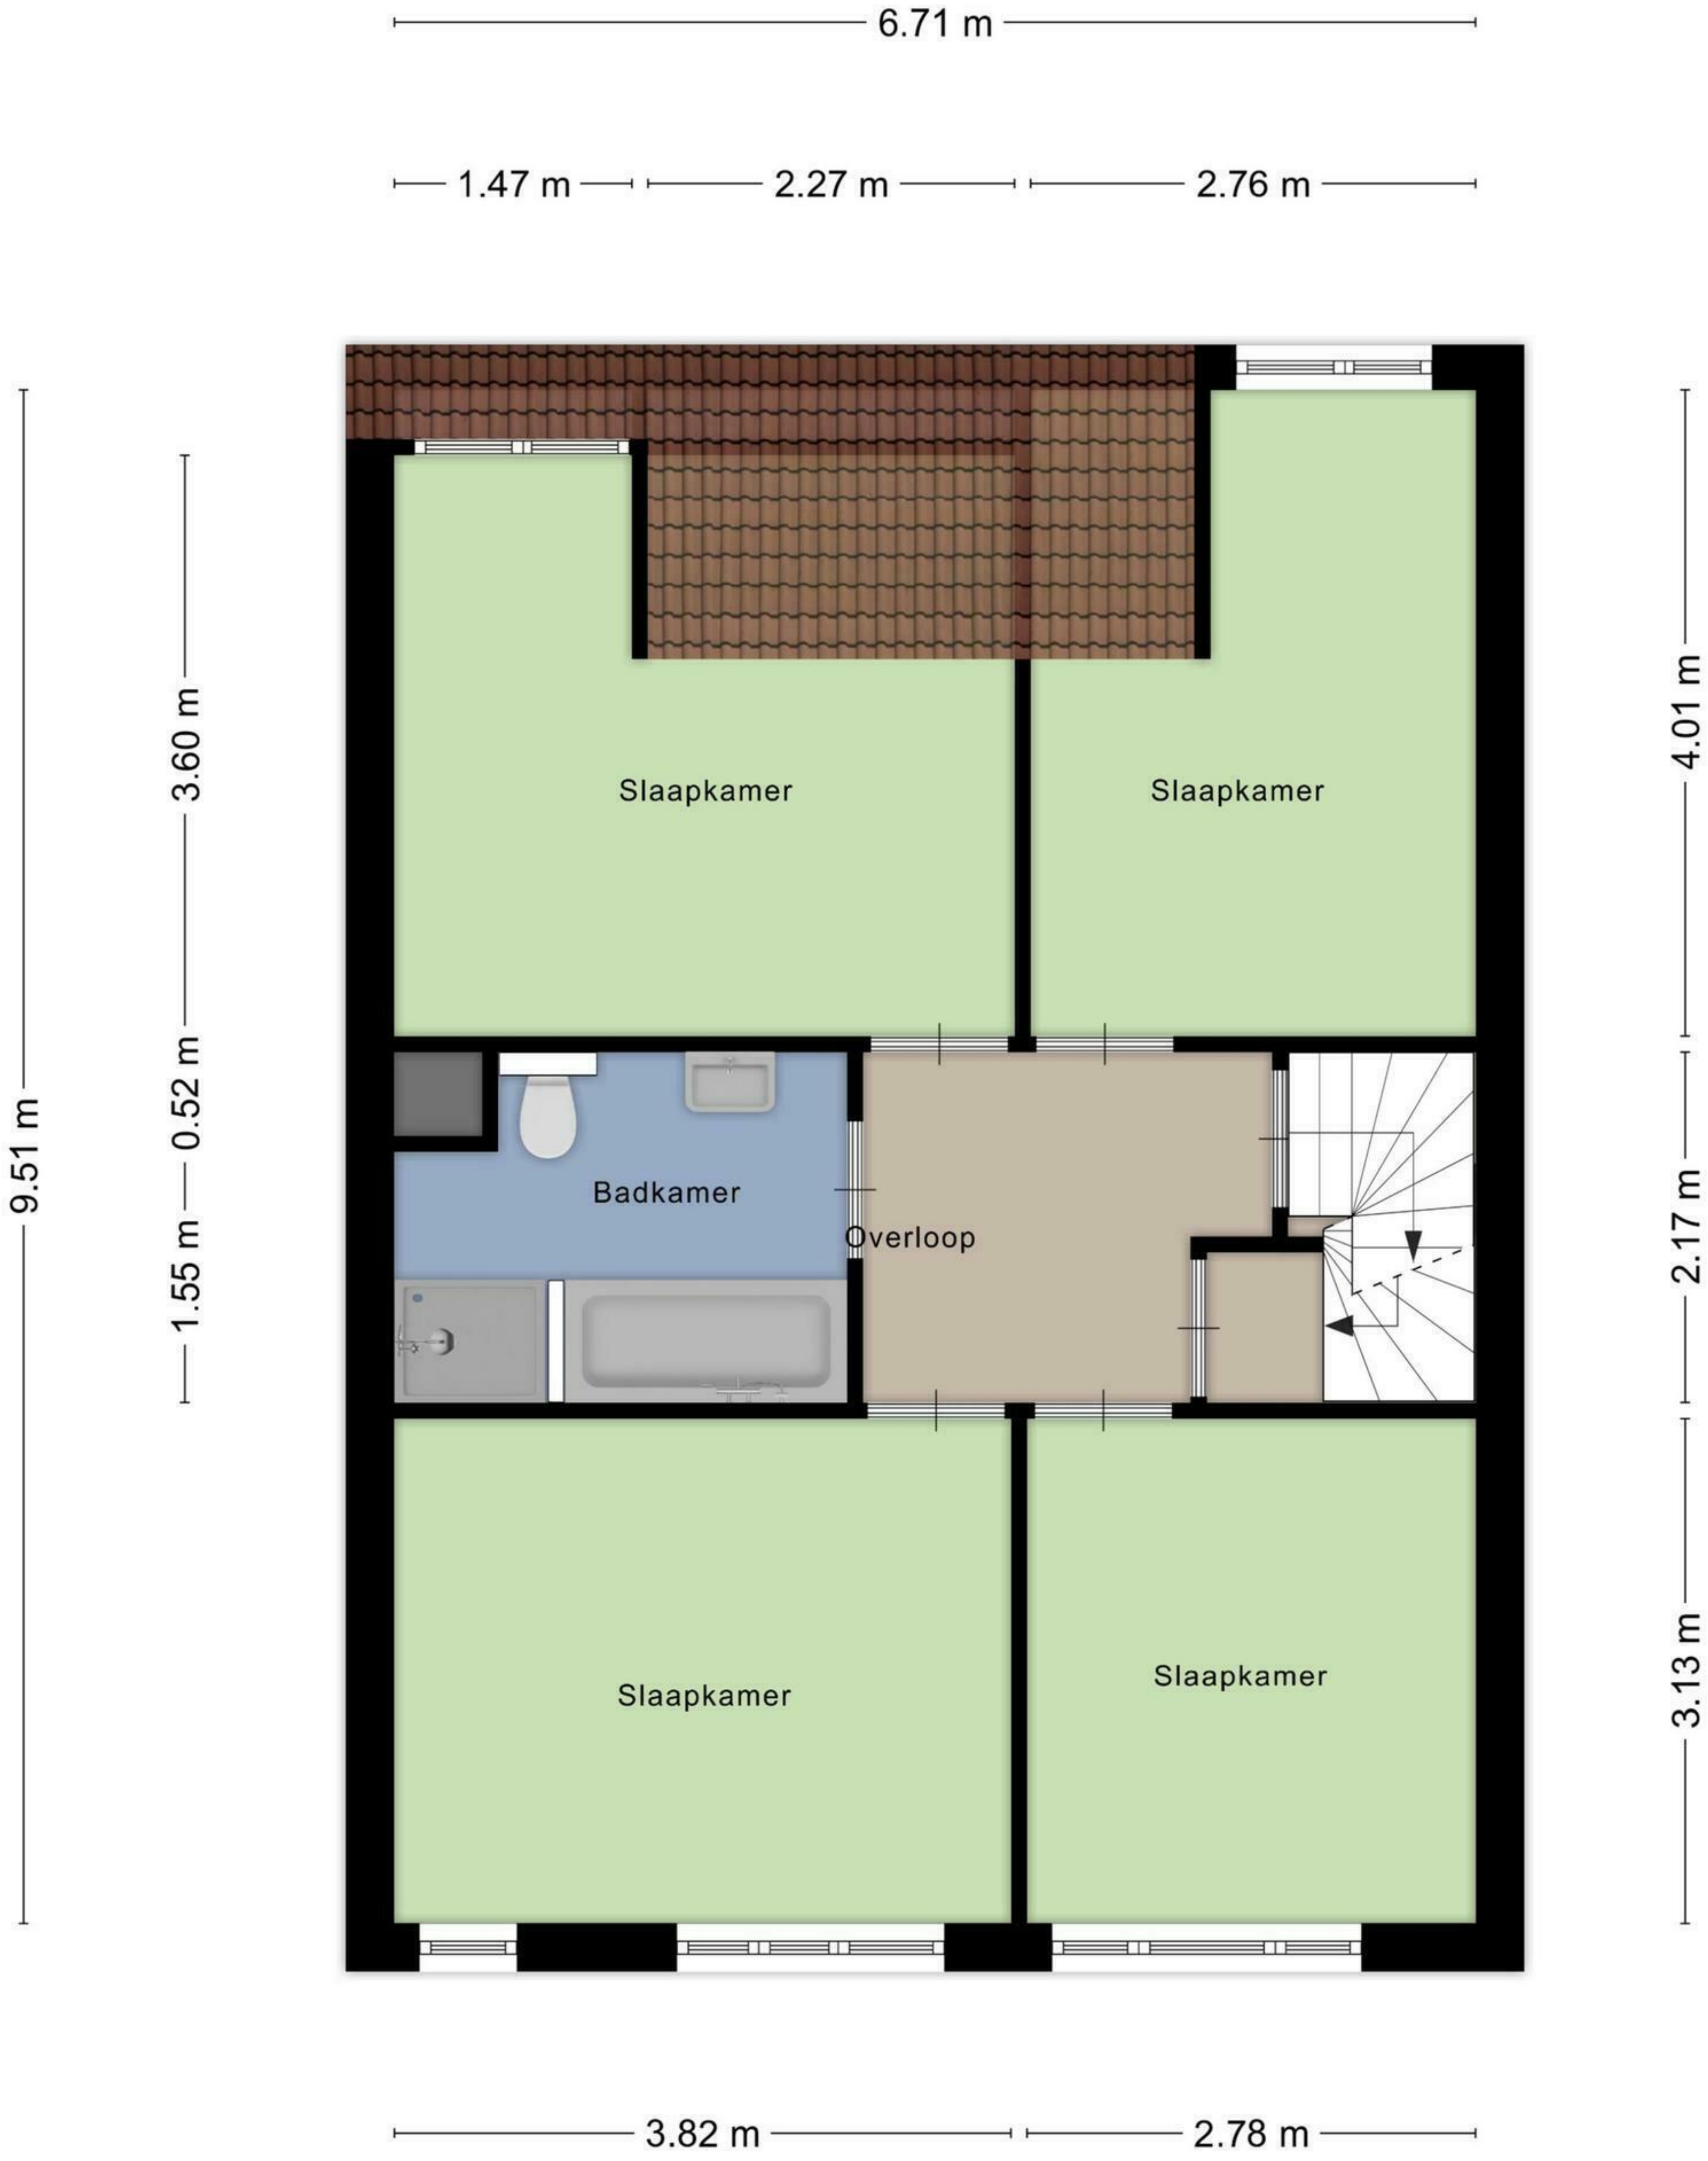 6.71 m
1.47 m
2.27 m
2.76 m
3.60 m
4.01 m
Slaapkamer
Slaapkamer
0.52 m
9.51 m
2.17 m
Badkamer
Overloop
1.55 m
3.13 m
Slaapkamer
Slaapkamer
3.82 m
2.78 m